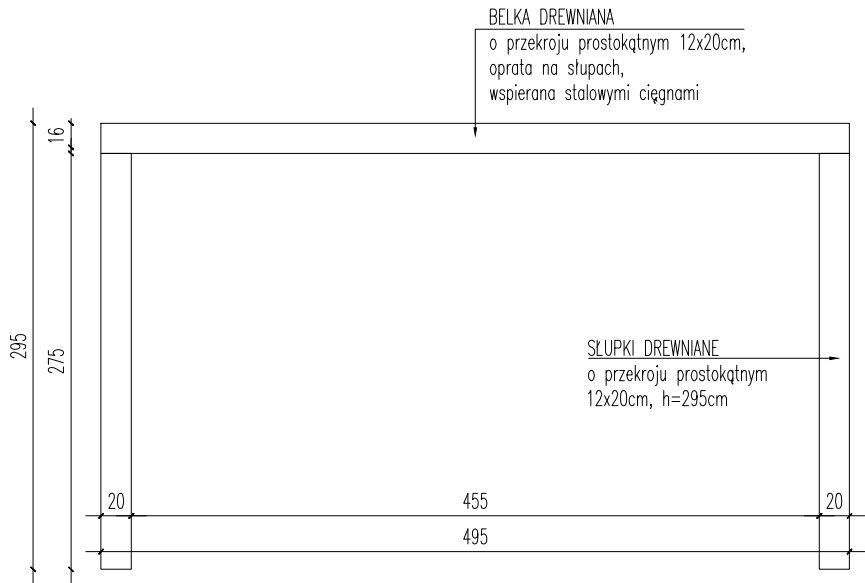 BELKA DREWNIANA
o przekroju prostokątnym 12x20cm,
oprata na słupach,
wspierana stalowymi cięgnami
16
295
275
SŁUPKI DREWNIANE
o przekroju prostokątnym
12x20cm, h=295cm
20
455
20
495